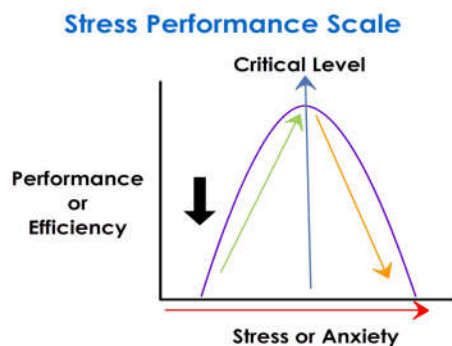 Stress Performance Scale
Critical Level
Performance
or
Efficiency
Stress or Anxiety